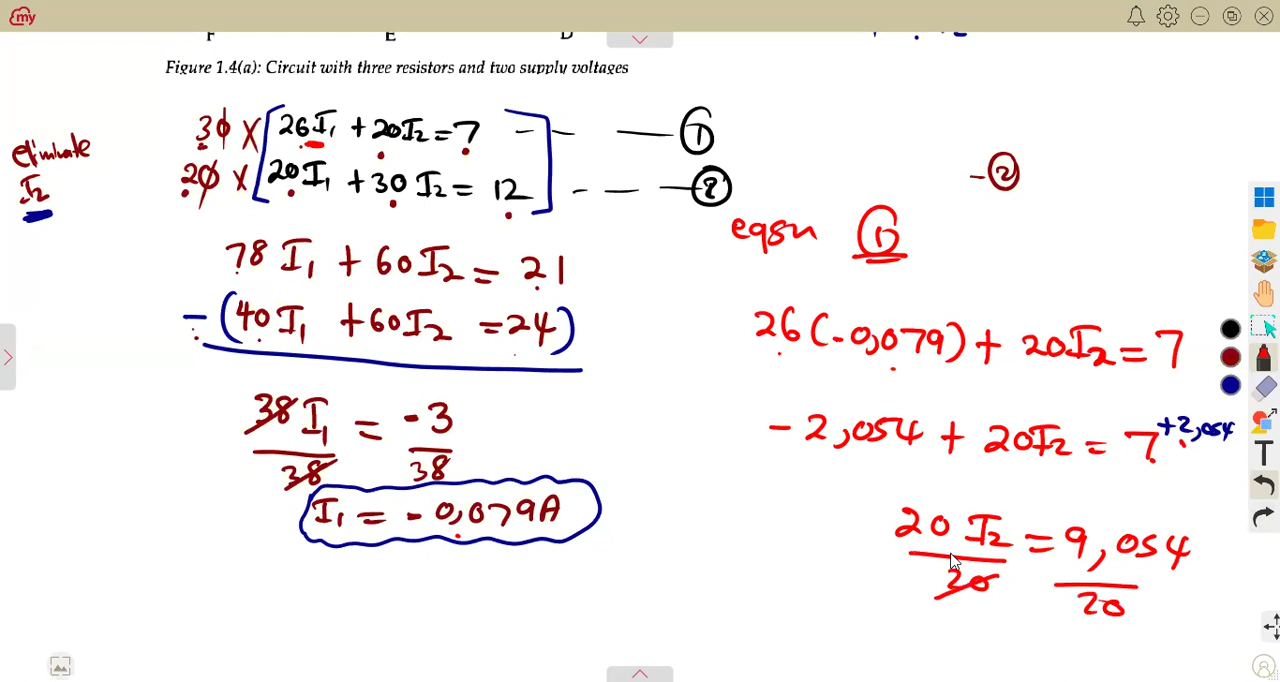 my
F E D
Figure 1.4(a): Circuit with three resistors and two supply voltages
eliminate
I₂
30 × [26I₁ + 20I₂ = 7] - - — ①
20 × [20I₁ + 30I₂ = 12] - - — — ②
- ②
78I₁ + 60I₂ = 21
- (40I₁ + 60I₂ = 24)
38I₁ = -3
38 38
I₁ = -0,079A
eqsn ①
26(-0,079) + 20I₂ = 7
-2,054 + 20I₂ = 7 +2,054
20I₂ = 9,054
20 20
T